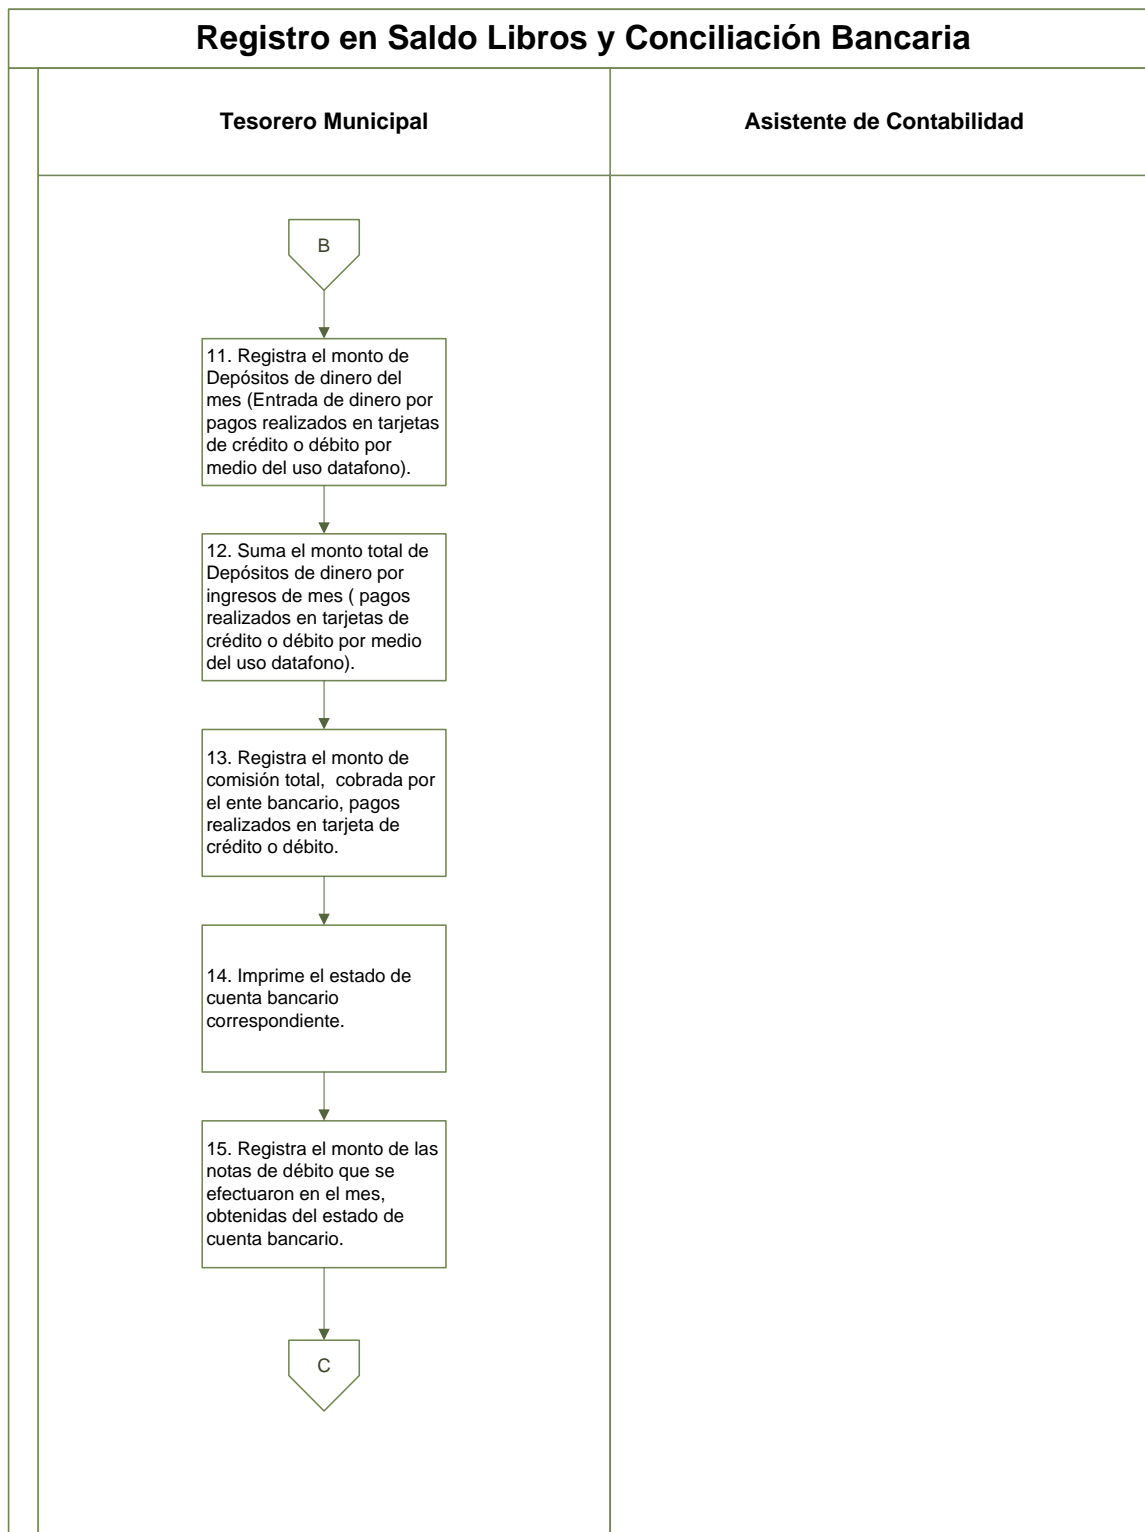 Registro en Saldo Libros y Conciliación Bancaria
Tesorero Municipal
Asistente de Contabilidad
B
11. Registra el monto de
Depósitos de dinero del
mes (Entrada de dinero por
pagos realizados en tarjetas
de crédito o débito por
medio del uso datafono).
12. Suma el monto total de
Depósitos de dinero por
ingresos de mes ( pagos
realizados en tarjetas de
crédito o débito por medio
del uso datafono).
13. Registra el monto de
comisión total,  cobrada por
el ente bancario, pagos
realizados en tarjeta de
crédito o débito.
14. Imprime el estado de
cuenta bancario
correspondiente.
15. Registra el monto de las
notas de débito que se
efectuaron en el mes,
obtenidas del estado de
cuenta bancario.
C